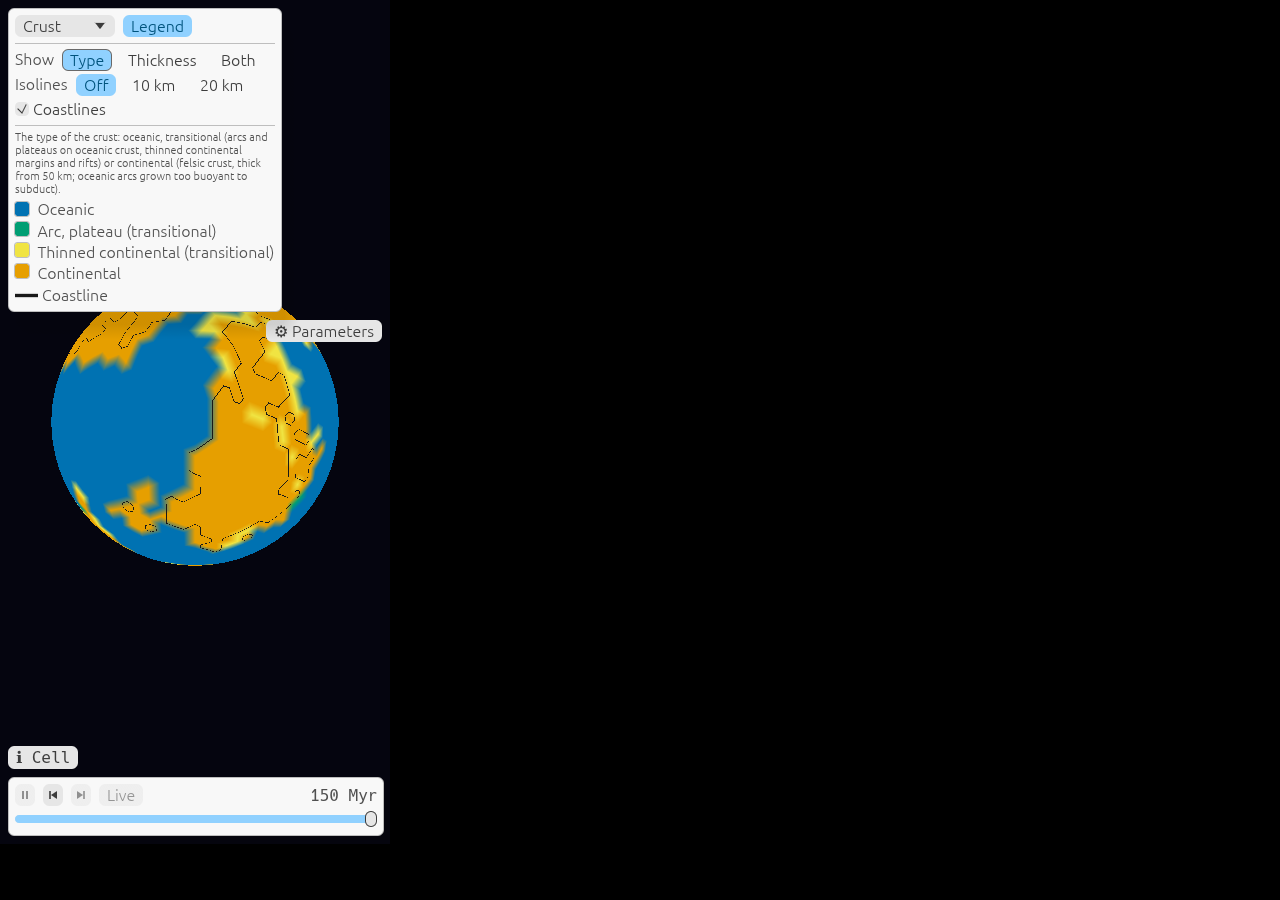 Crust Legend
Show Type Thickness Both
Isolines Off 10 km 20 km
Coastlines
The type of the crust: oceanic, transitional (arcs and
plateaus on oceanic crust, thinned continental
margins and rifts) or continental (felsic crust, thick
from 50 km; oceanic arcs grown too buoyant to
subduct).
Oceanic
Arc, plateau (transitional)
Thinned continental (transitional)
Continental
Coastline
⚙ Parameters
ℹ Cell
Live 150 Myr